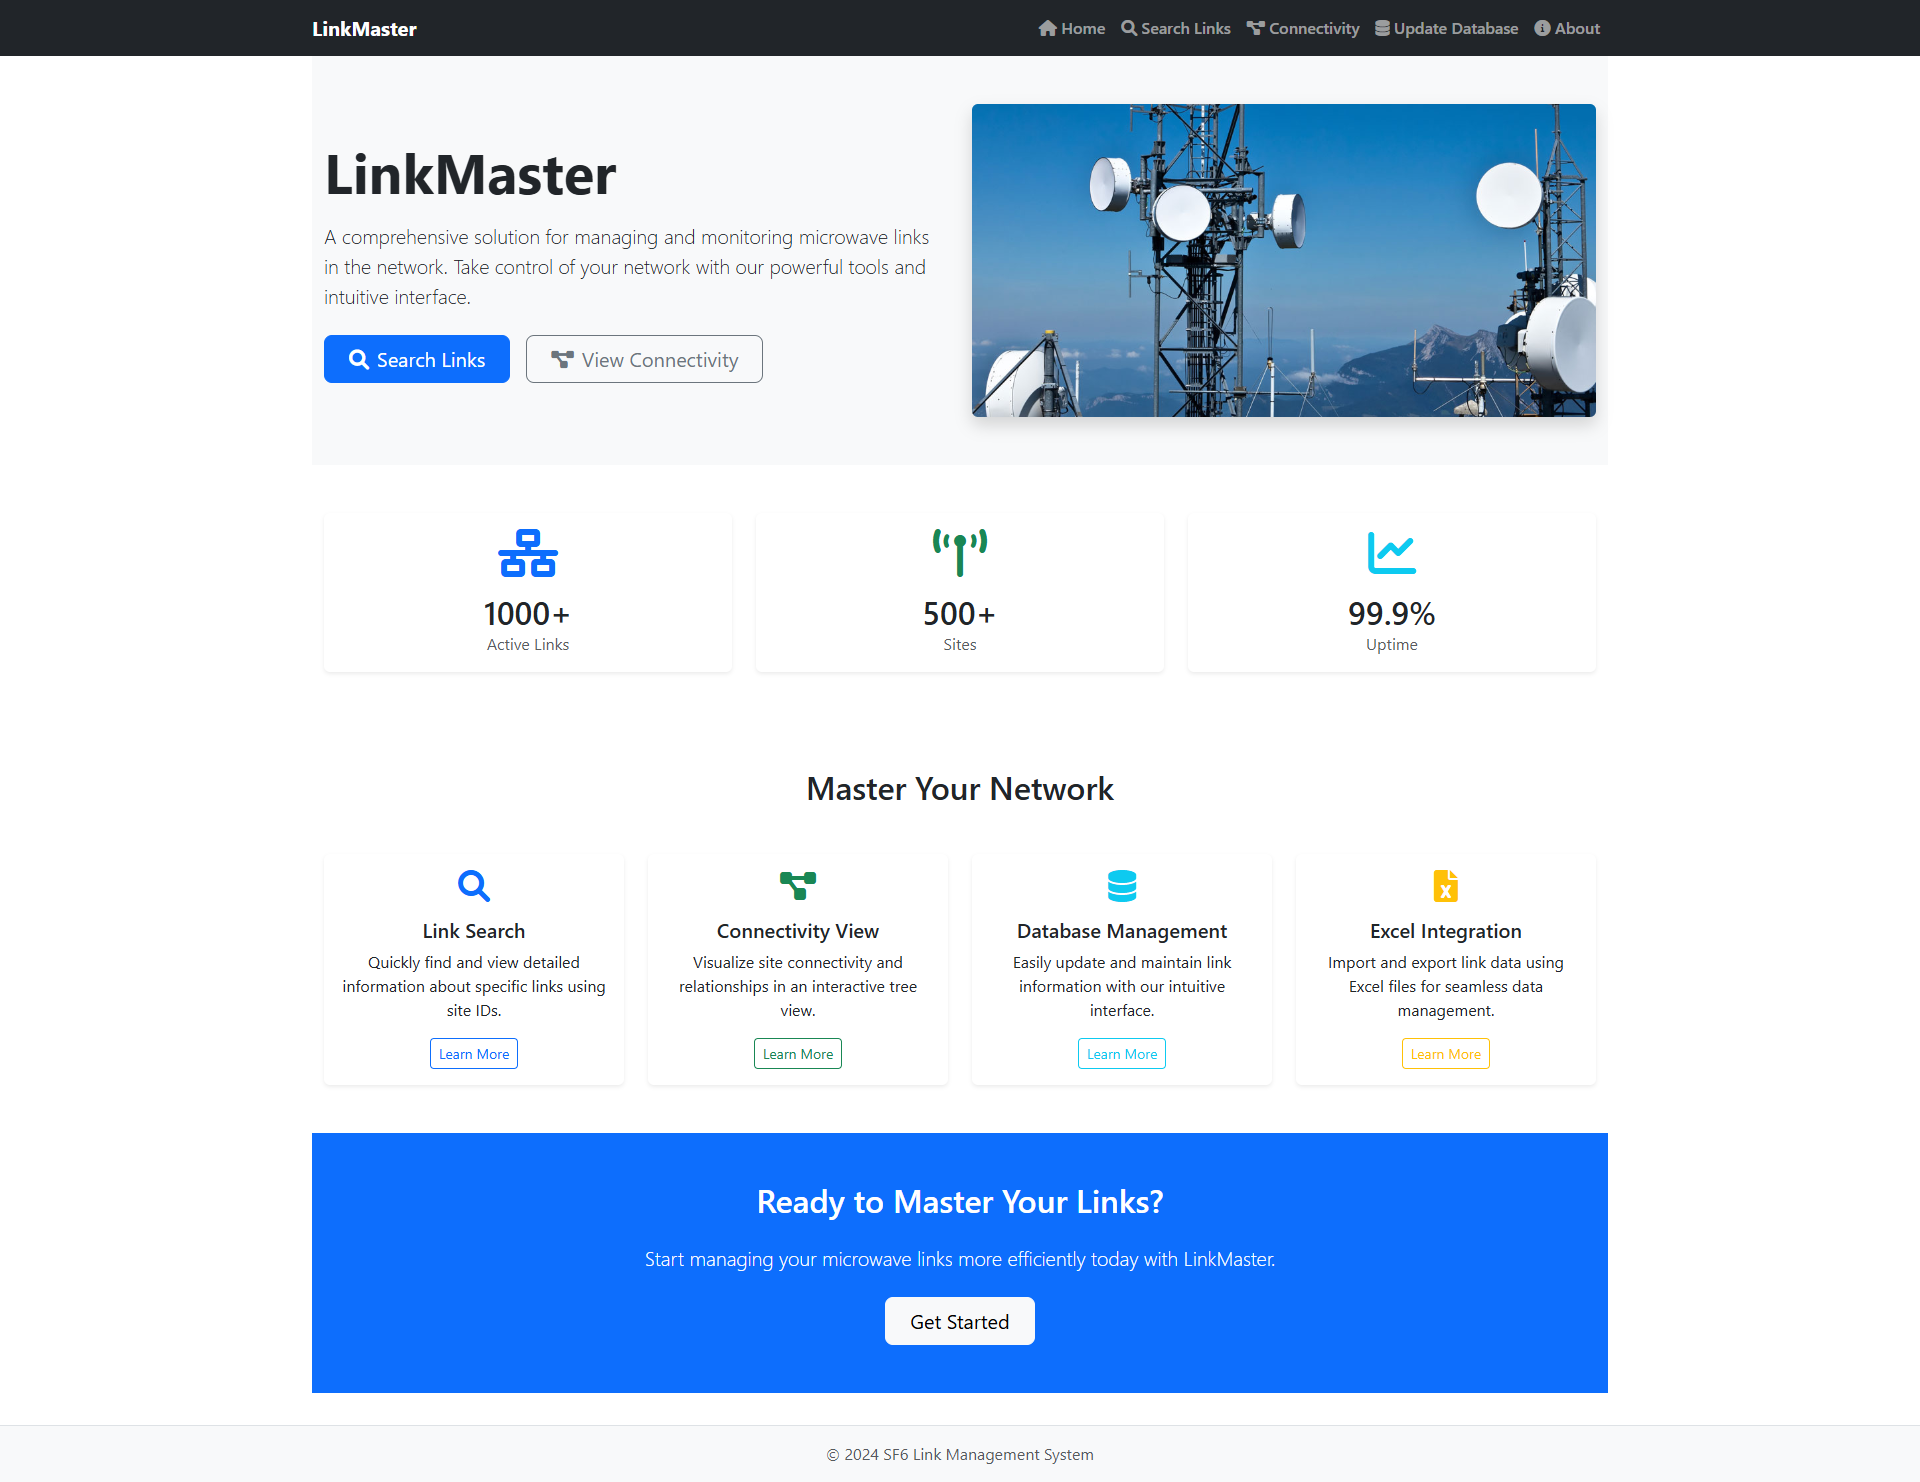 LinkMaster
Home Search Links Connectivity Update Database About
LinkMaster
A comprehensive solution for managing and monitoring microwave links
in the network. Take control of your network with our powerful tools and
intuitive interface.
Search Links
View Connectivity
1000+
Active Links
500+
Sites
99.9%
Uptime
Master Your Network
Link Search
Quickly find and view detailed
information about specific links using
site IDs.
Learn More
Connectivity View
Visualize site connectivity and
relationships in an interactive tree
view.
Learn More
Database Management
Easily update and maintain link
information with our intuitive
interface.
Learn More
Excel Integration
Import and export link data using
Excel files for seamless data
management.
Learn More
Ready to Master Your Links?
Start managing your microwave links more efficiently today with LinkMaster.
Get Started
© 2024 SF6 Link Management System